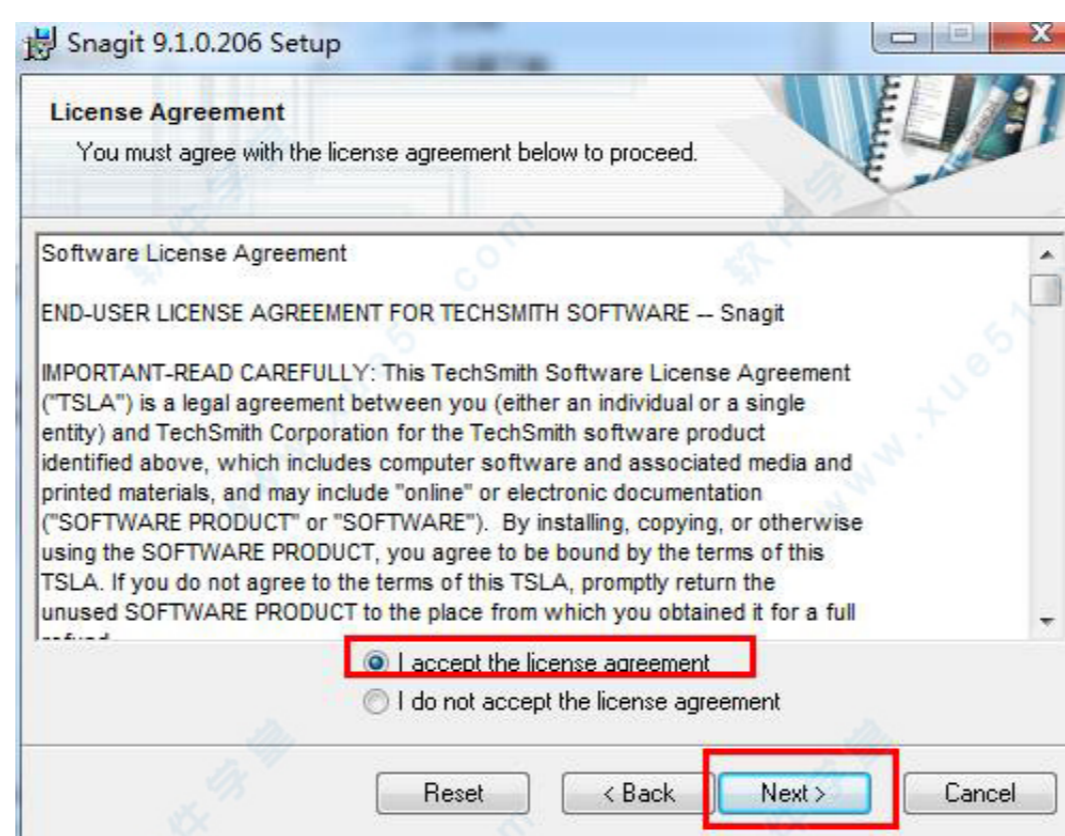 Snagit 9.1.0.206 Setup
License Agreement
You must agree with the license agreement below to proceed.
Software License Agreement
END-USER LICENSE AGREEMENT FOR TECHSMITH SOFTWARE -- Snagit
IMPORTANT-READ CAREFULLY: This TechSmith Software License Agreement
("TSLA") is a legal agreement between you (either an individual or a single
entity) and TechSmith Corporation for the TechSmith software product
identified above, which includes computer software and associated media and
printed materials, and may include "online" or electronic documentation
("SOFTWARE PRODUCT" or "SOFTWARE").  By installing, copying, or otherwise
using the SOFTWARE PRODUCT, you agree to be bound by the terms of this
TSLA. If you do not agree to the terms of this TSLA, promptly return the
unused SOFTWARE PRODUCT to the place from which you obtained it for a full
I accept the license agreement
I do not accept the license agreement
Reset
< Back
Next >
Cancel
软件学堂